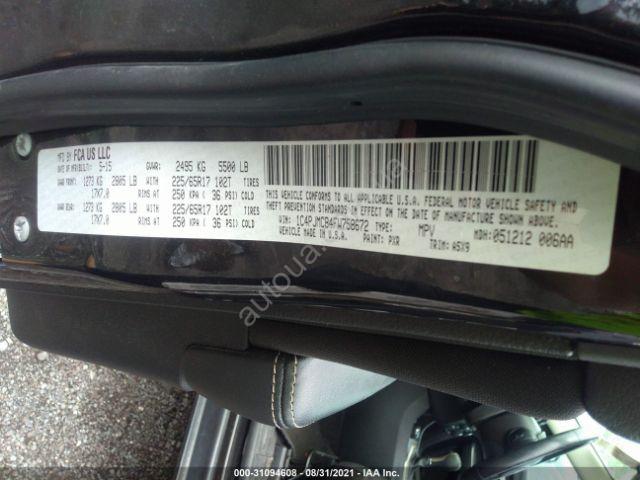 MFD BY FCA US LLC
DATE OF MFR(BUILT): 5-15 GVWR: 2495 KG 5500 LB
GAWR FRONT: 1273 KG 2805 LB WITH 225/65R17 102T TIRES
17X7.0 RIMS AT 250 KPA( 36 PSI) COLD
GAWR REAR: 1273 KG 2805 LB WITH 225/65R17 102T TIRES
17X7.0 RIMS AT 250 KPA( 36 PSI) COLD
THIS VEHICLE CONFORMS TO ALL APPLICABLE U.S.A. FEDERAL MOTOR VEHICLE SAFETY
AND THEFT PREVENTION STANDARDS IN EFFECT ON THE DATE OF MANUFACTURE SHOWN ABOVE.
VIN: 1C4PJMCB4FW758672 TYPE: MPV MDH: 051212 006AA
MADE IN U.S.A. PAINT: PXR TRIM: A5X9
autoua.
000-31094608 - 08/31/2021 - IAA Inc.